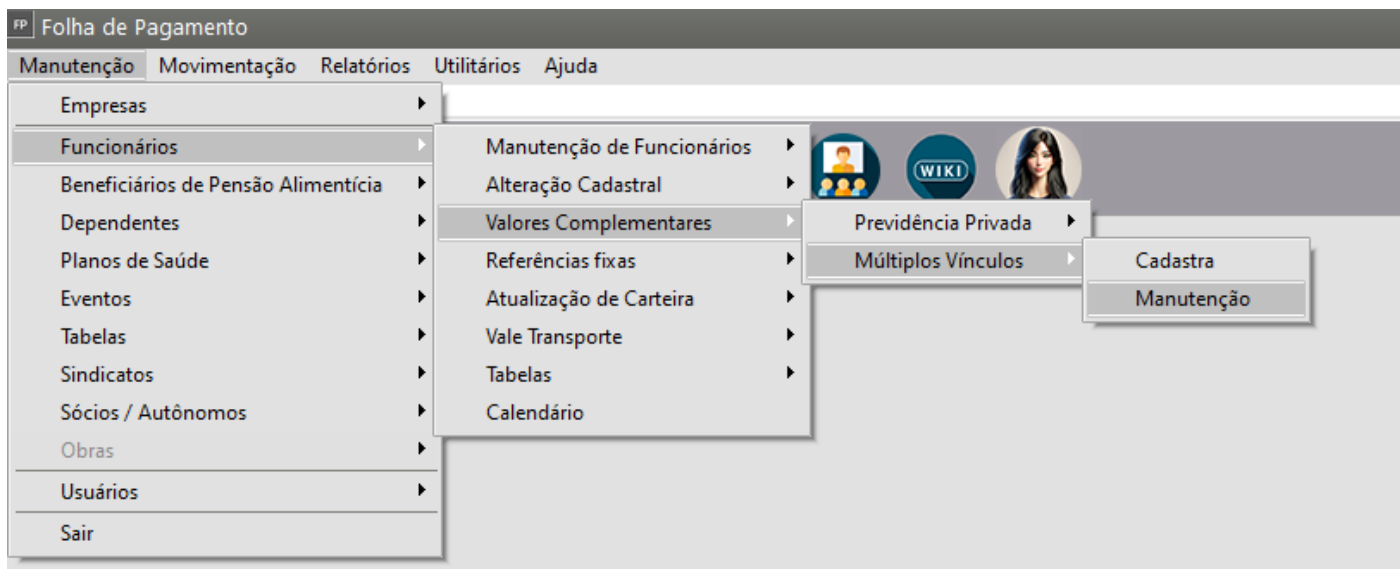 FP Folha de Pagamento
Manutenção Movimentação Relatórios Utilitários Ajuda
Empresas
Funcionários
Beneficiários de Pensão Alimentícia
Dependentes
Planos de Saúde
Eventos
Tabelas
Sindicatos
Sócios / Autônomos
Obras
Usuários
Sair
Manutenção de Funcionários
Alteração Cadastral
Valores Complementares
Referências fixas
Atualização de Carteira
Vale Transporte
Tabelas
Calendário
WIKI
Previdência Privada
Múltiplos Vínculos
Cadastra
Manutenção